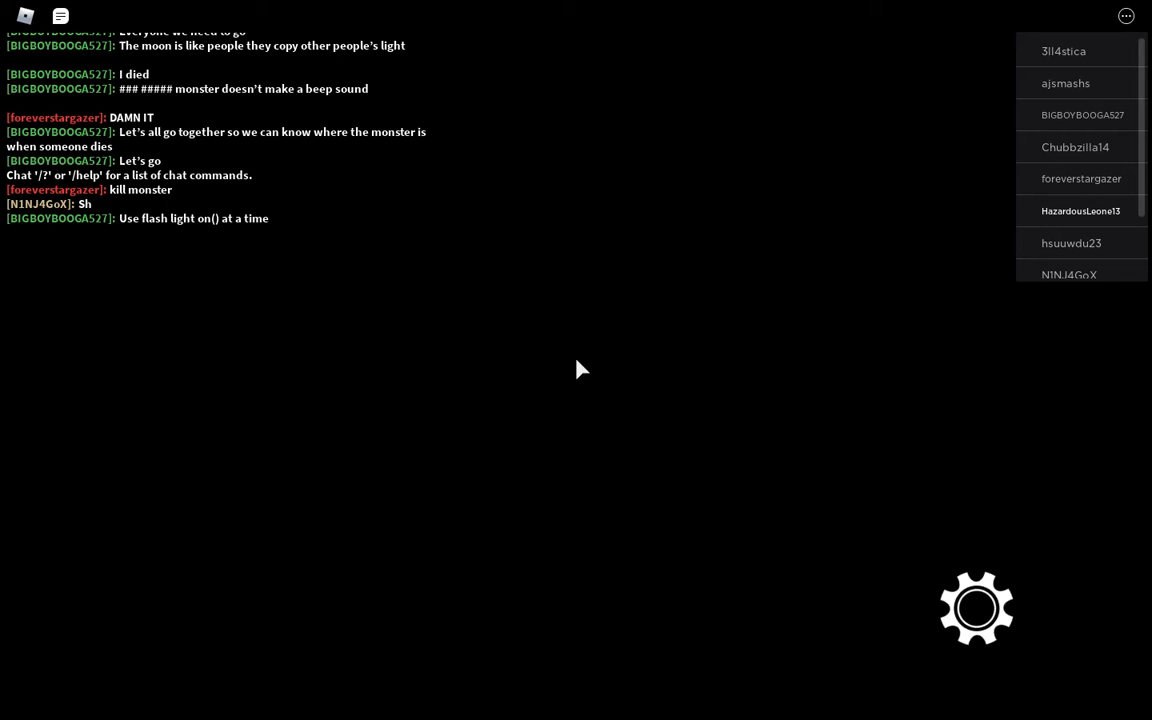 [BIGBOYBOOGA527]: Everyone we need to go
[BIGBOYBOOGA527]: The moon is like people they copy other people's light
[BIGBOYBOOGA527]: I died
[BIGBOYBOOGA527]: ### ##### monster doesn't make a beep sound
[foreverstargazer]: DAMN IT
[BIGBOYBOOGA527]: Let's all go together so we can know where the monster is
when someone dies
[BIGBOYBOOGA527]: Let's go
Chat '/?' or '/help' for a list of chat commands.
[foreverstargazer]: kill monster
[N1NJ4GoX]: Sh
[BIGBOYBOOGA527]: Use flash light on() at a time
3ll4stica
ajsmashs
BIGBOYBOOGA527
Chubbzilla14
foreverstargazer
HazardousLeone13
hsuuwdu23
N1NJ4GoX